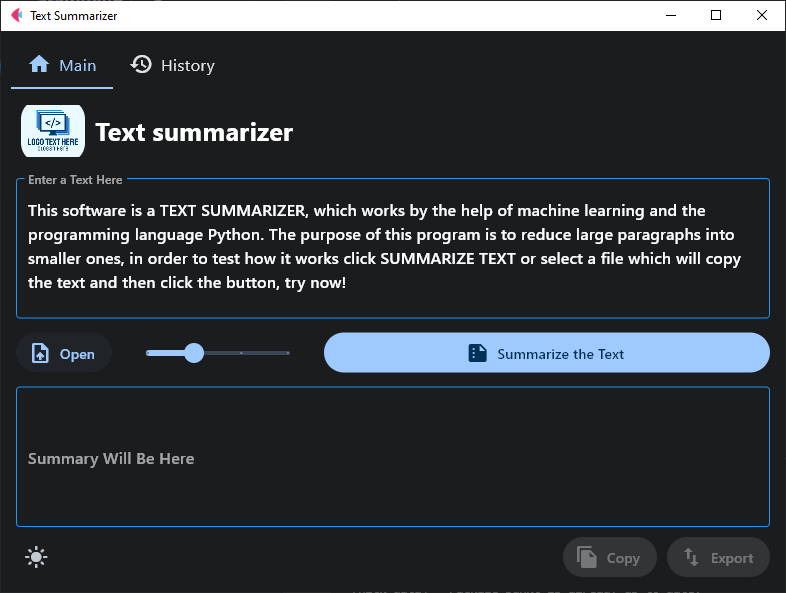 Text Summarizer
Main
History
</>
LOGO TEXT HERE
Text summarizer
Enter a Text Here
This software is a TEXT SUMMARIZER, which works by the help of machine learning and the
programming language Python. The purpose of this program is to reduce large paragraphs into
smaller ones, in order to test how it works click SUMMARIZE TEXT or select a file which will copy
the text and then click the button, try now!
Open
Summarize the Text
Summary Will Be Here
Copy
Export